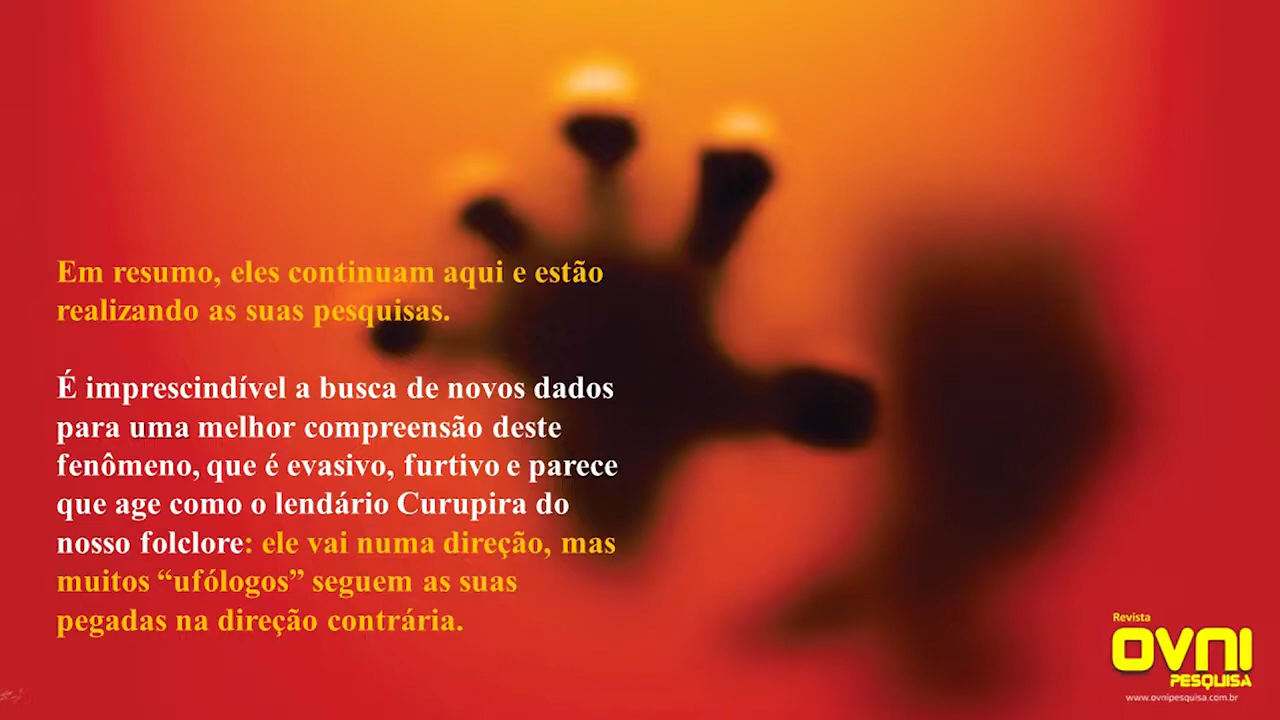 Em resumo, eles continuam aqui e estão
realizando as suas pesquisas.
É imprescindível a busca de novos dados
para uma melhor compreensão deste
fenômeno, que é evasivo, furtivo e parece
que age como o lendário Curupira do
nosso folclore: ele vai numa direção, mas
muitos “ufólogos” seguem as suas
pegadas na direção contrária.
Revista
OVNI
PESQUISA
www.ovnipesquisa.com.br